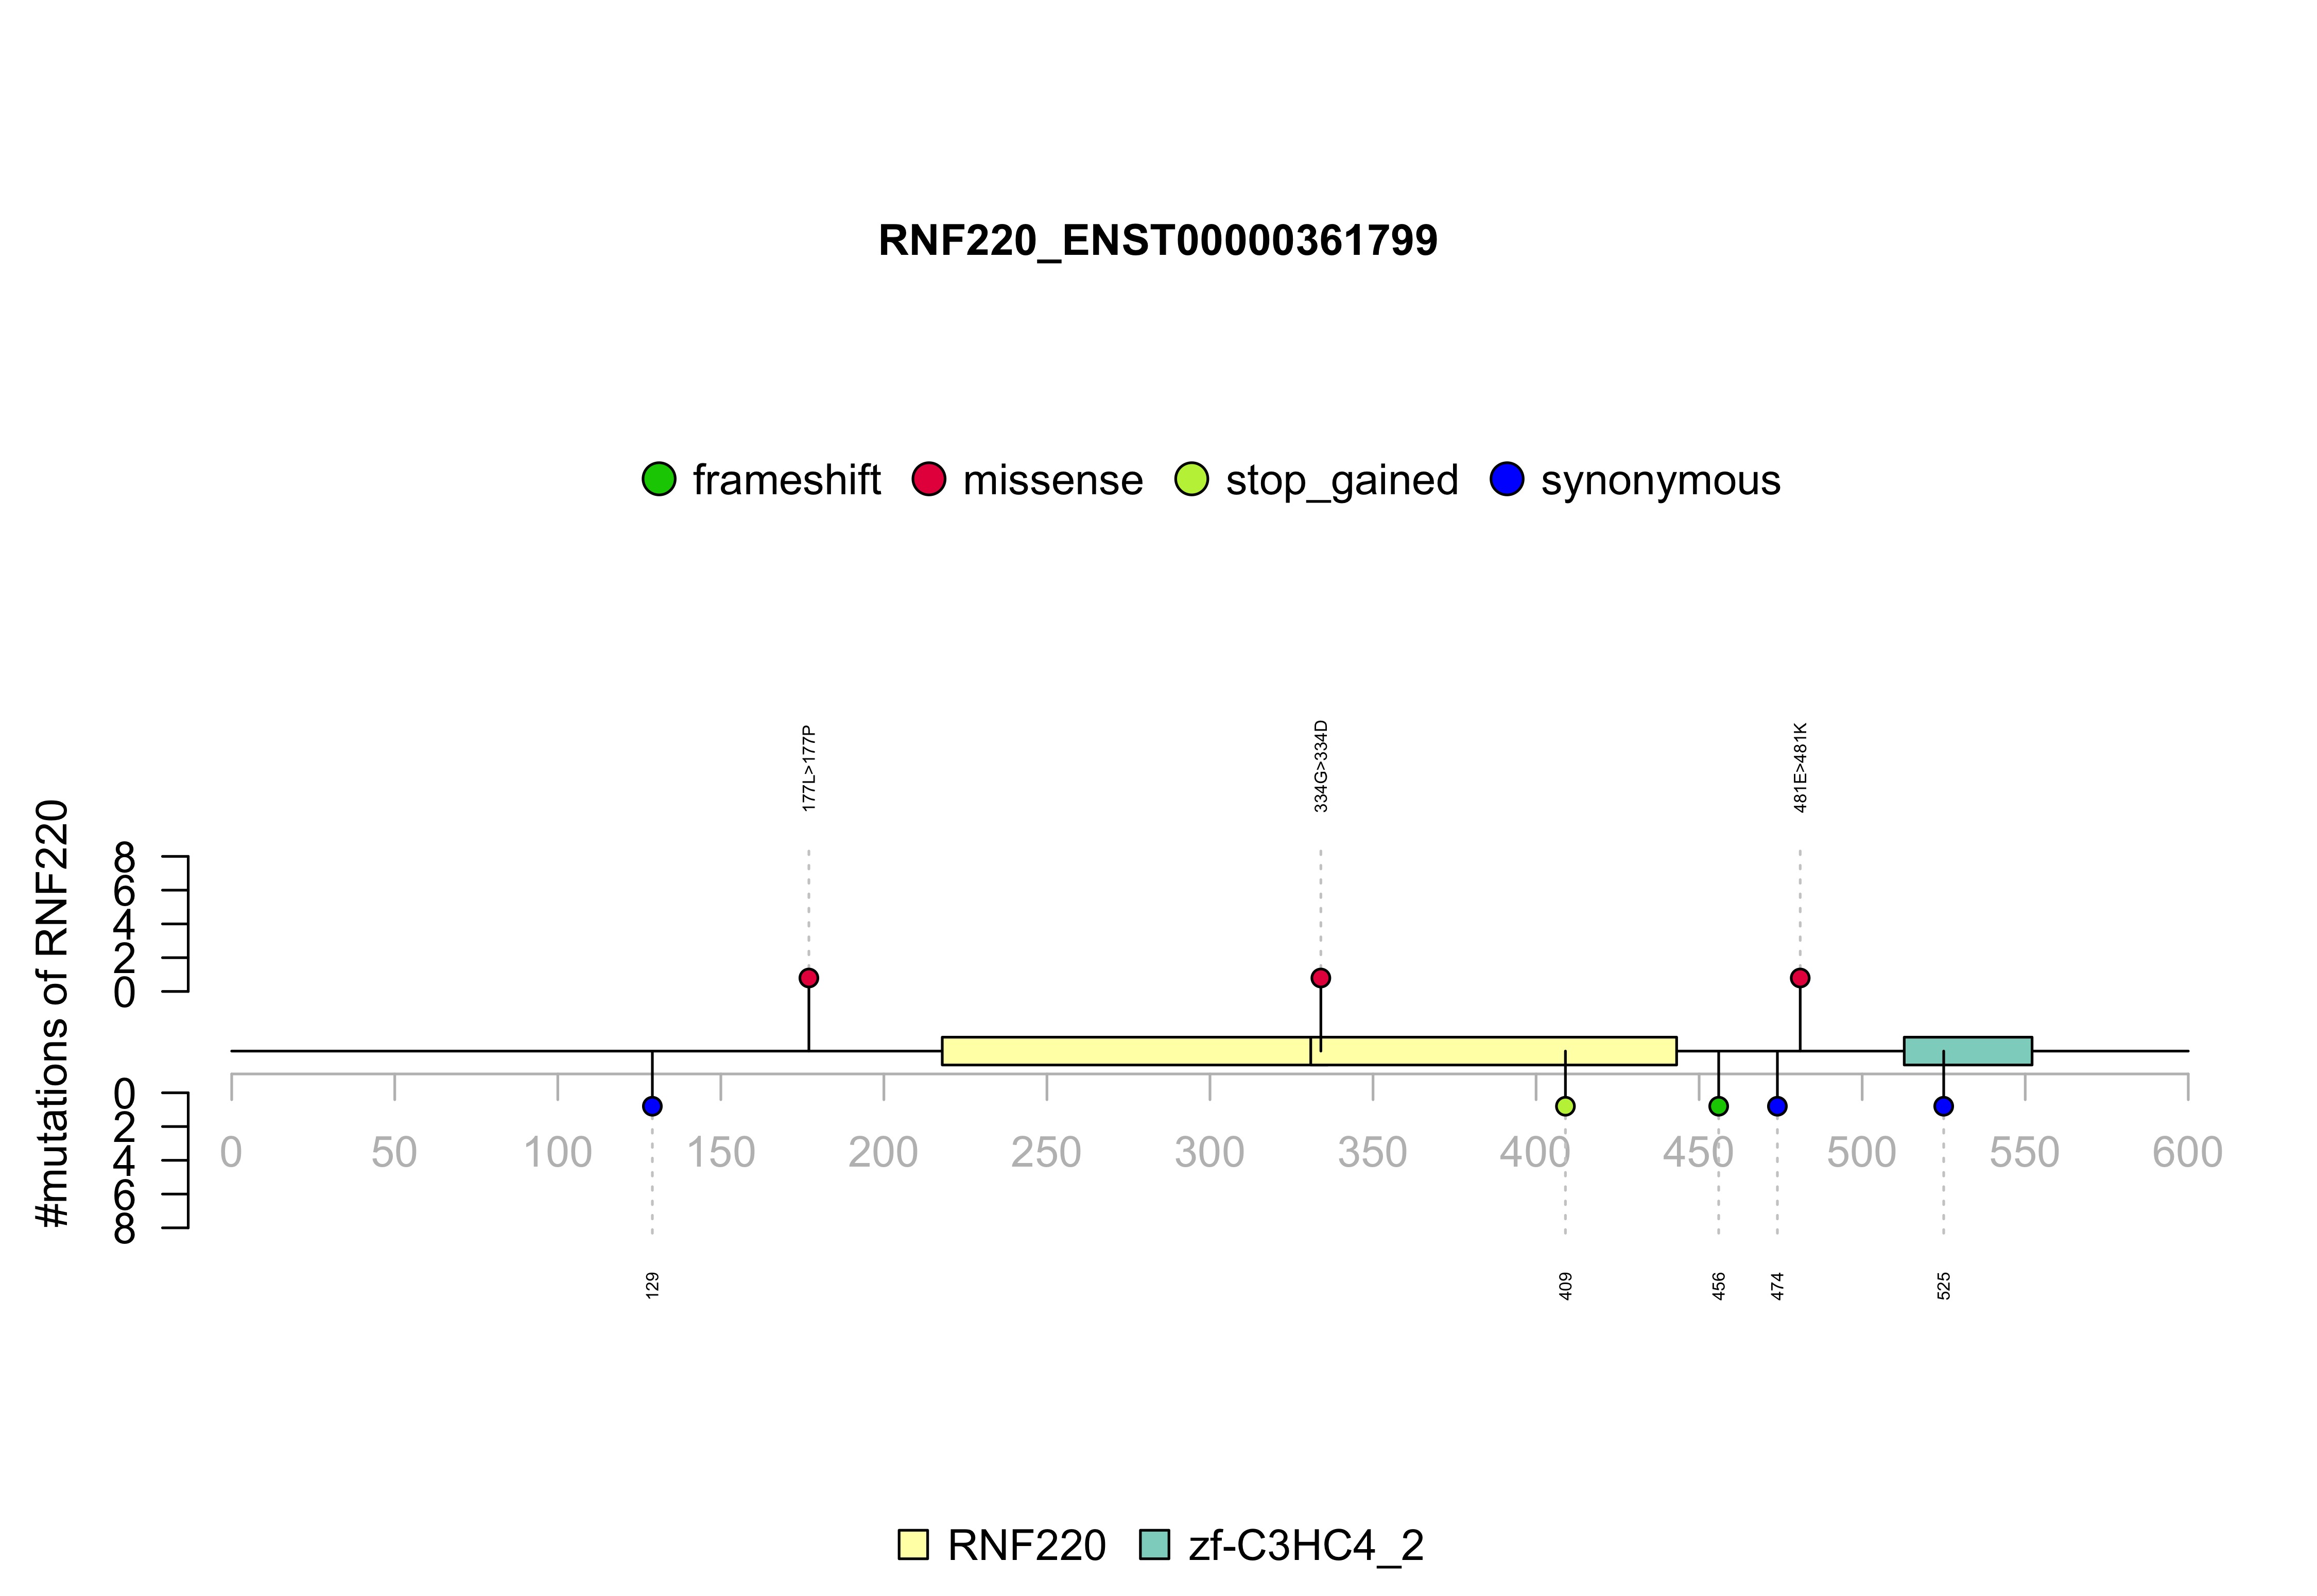 RNF220_ENST00000361799
frameshift missense stop_gained synonymous
177L>177P 334G>334D 481E>481K
#mutations of RNF220
8
6
4
2
0
0
2
4
6
8
0 50 100 150 200 250 300 350 400 450 500 550 600
129 409 456 474 525
RNF220 zf-C3HC4_2